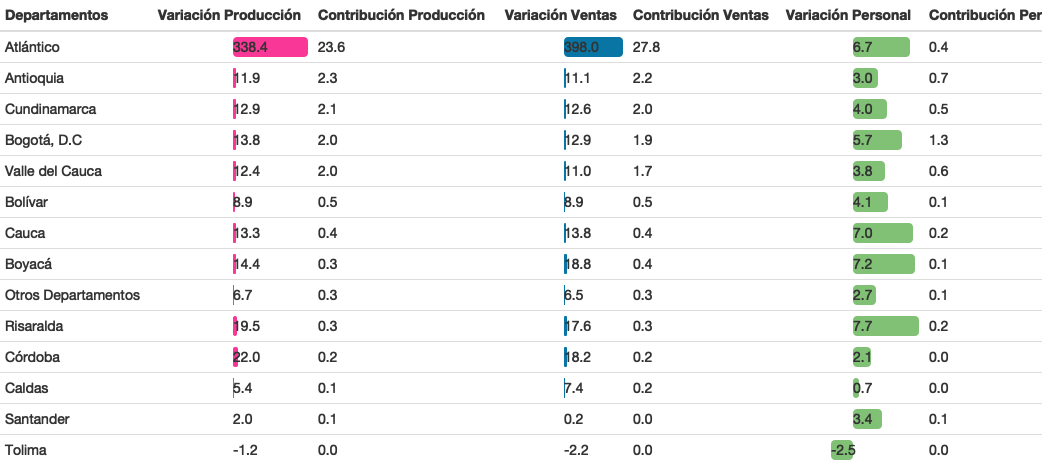 Departamentos Variación Producción Contribución Producción Variación Ventas Contribución Ventas Variación Personal Contribución Per
Atlántico 338.4 23.6 398.0 27.8 6.7 0.4
Antioquia 11.9 2.3 11.1 2.2 3.0 0.7
Cundinamarca 12.9 2.1 12.6 2.0 4.0 0.5
Bogotá, D.C 13.8 2.0 12.9 1.9 5.7 1.3
Valle del Cauca 12.4 2.0 11.0 1.7 3.8 0.6
Bolívar 8.9 0.5 8.9 0.5 4.1 0.1
Cauca 13.3 0.4 13.8 0.4 7.0 0.2
Boyacá 14.4 0.3 18.8 0.4 7.2 0.1
Otros Departamentos 6.7 0.3 6.5 0.3 2.7 0.1
Risaralda 19.5 0.3 17.6 0.3 7.7 0.2
Córdoba 22.0 0.2 18.2 0.2 2.1 0.0
Caldas 5.4 0.1 7.4 0.2 0.7 0.0
Santander 2.0 0.1 0.2 0.0 3.4 0.1
Tolima -1.2 0.0 -2.2 0.0 -2.5 0.0